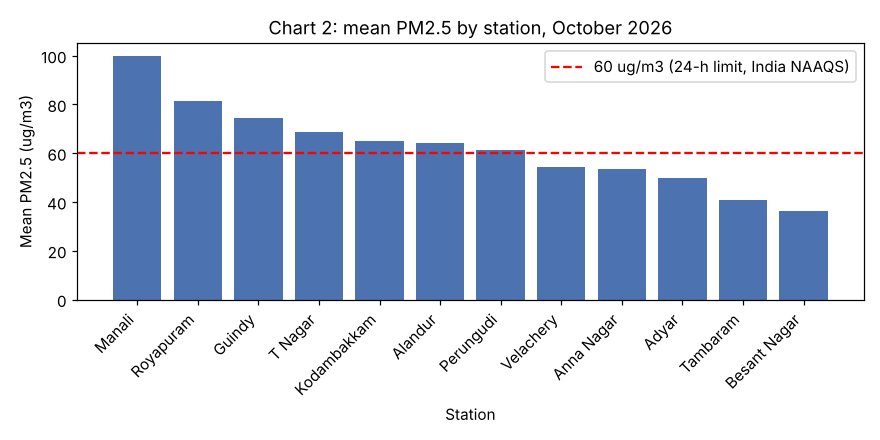 Chart 2: mean PM2.5 by station, October 2026
60 ug/m3 (24-h limit, India NAAQS)
Mean PM2.5 (ug/m3)
100
80
60
40
20
0
Manali
Royapuram
Guindy
T Nagar
Kodambakkam
Alandur
Perungudi
Velachery
Anna Nagar
Adyar
Tambaram
Besant Nagar
Station